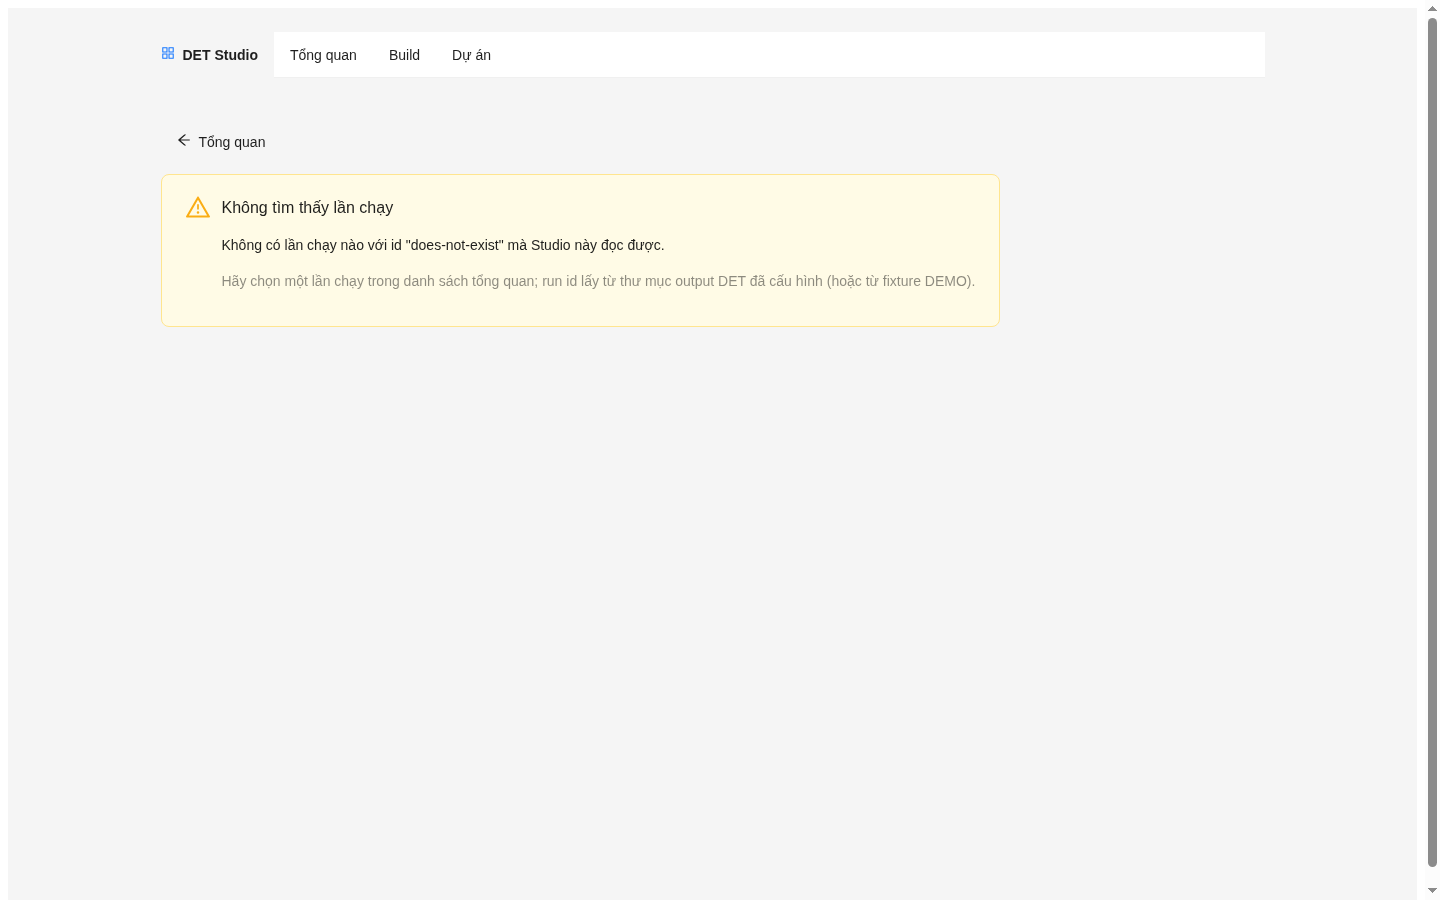 DET Studio
Tổng quan
Build
Dự án
Tổng quan
Không tìm thấy lần chạy
Không có lần chạy nào với id "does-not-exist" mà Studio này đọc được.
Hãy chọn một lần chạy trong danh sách tổng quan; run id lấy từ thư mục output DET đã cấu hình (hoặc từ fixture DEMO).